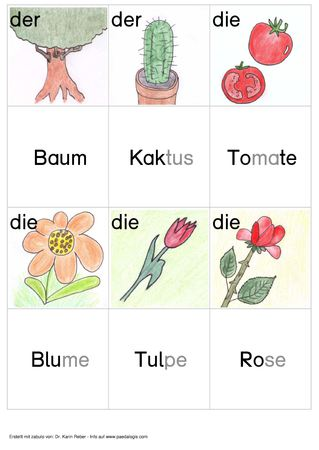 der der die
Baum Kaktus Tomate
die die die
Blume Tulpe Rose
Erstellt mit zabulo von: Dr. Karin Reber - Info auf www.paedalogis.com